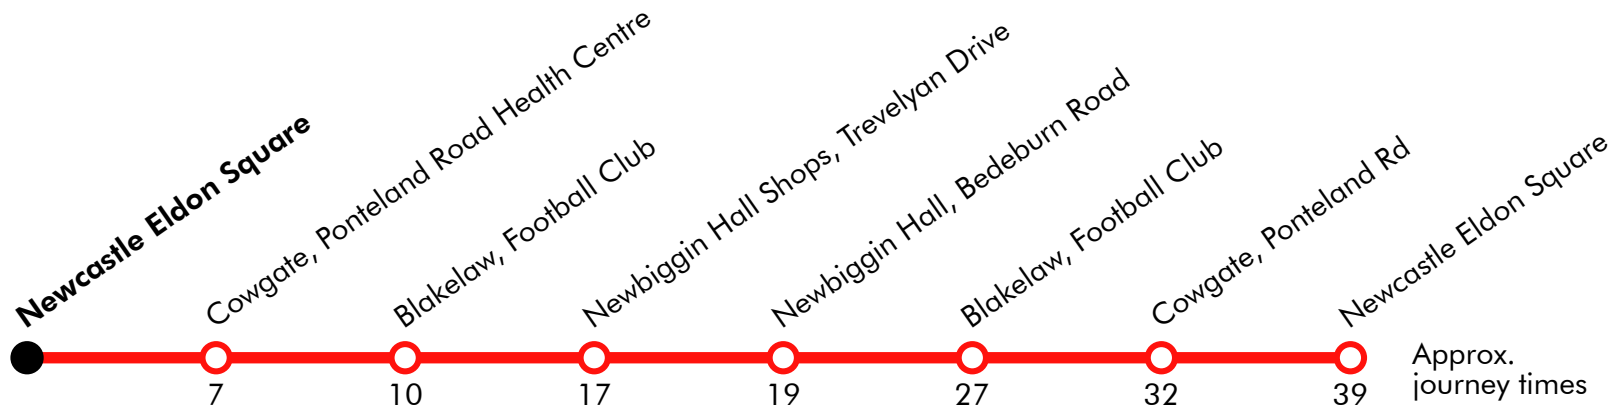 Newcastle Eldon Square
Cowgate, Ponteland Road Health Centre
Blakelaw, Football Club
Newbiggin Hall Shops, Trevelyan Drive
Newbiggin Hall, Bedeburn Road
Blakelaw, Football Club
Cowgate, Ponteland Rd
Newcastle Eldon Square
7
10
17
19
27
32
39
Approx.
journey times